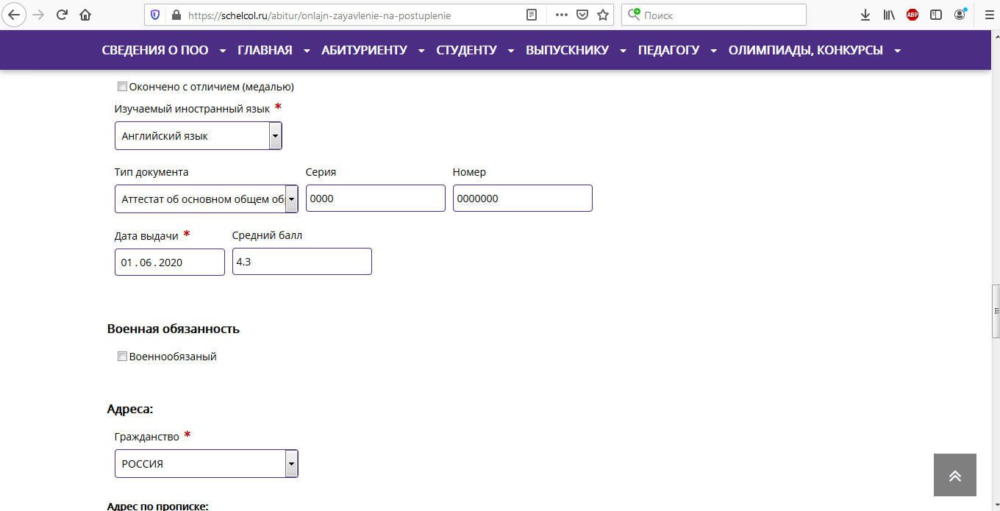 https://schelcol.ru/abitur/onlajn-zayavlenie-na-postuplenie
Поиск
ABP
СВЕДЕНИЯ О ПОО ГЛАВНАЯ АБИТУРИЕНТУ СТУДЕНТУ ВЫПУСКНИКУ ПЕДАГОГУ ОЛИМПИАДЫ, КОНКУРСЫ
Окончено с отличием (медалью)
Изучаемый иностранный язык *
Английский язык
Тип документа Серия Номер
Аттестат об основном общем об 0000 0000000
Дата выдачи * Средний балл
01 . 06 . 2020 4.3
Военная обязанность
Военнообязаный
Адреса:
Гражданство *
РОССИЯ
Адрес по прописке: